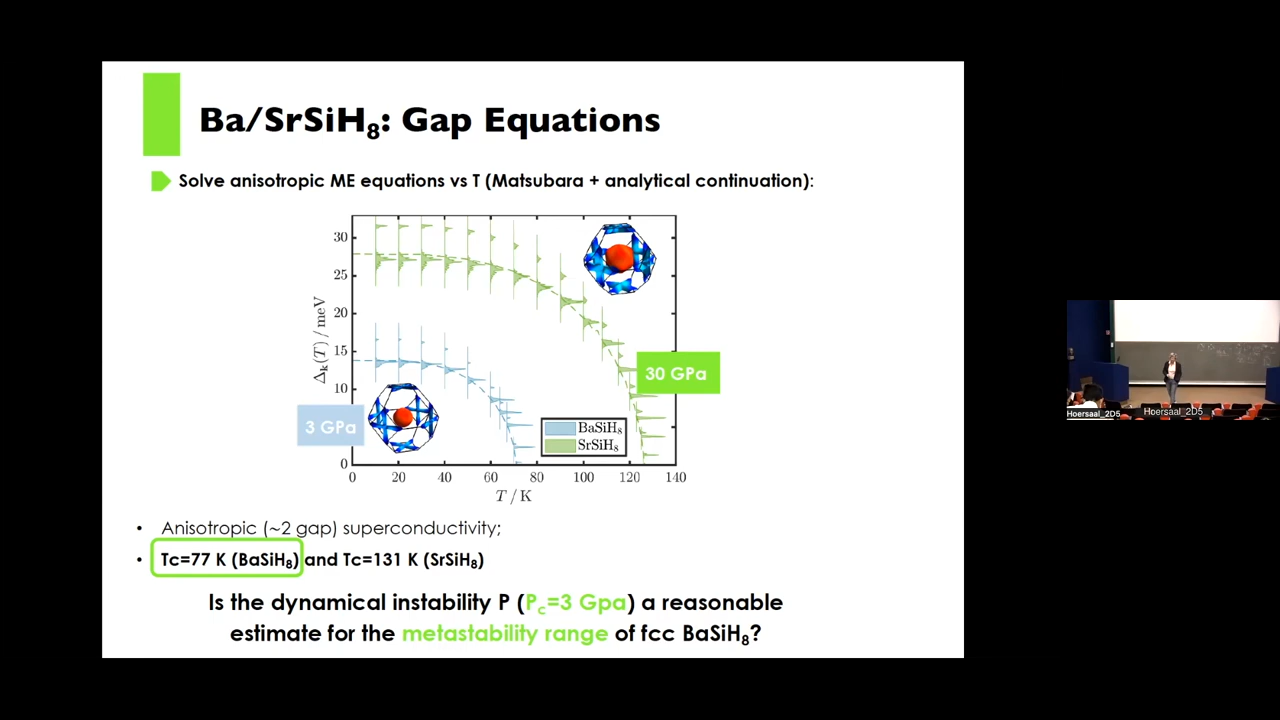 Ba/SrSiH₈: Gap Equations
Solve anisotropic ME equations vs T (Matsubara + analytical continuation):
30
25
20
15
10
0
Δₖ(T) / meV
30 GPa
3 GPa
BaSiH₈
SrSiH₈
0 20 40 60 80 100 120 140
T / K
• Anisotropic (~2 gap) superconductivity;
• Tc=77 K (BaSiH₈) and Tc=131 K (SrSiH₈)
Is the dynamical instability P (P꜀=3 Gpa) a reasonable
estimate for the metastability range of fcc BaSiH₈?
Hoersaal_2D5
Hoersaal_2D5